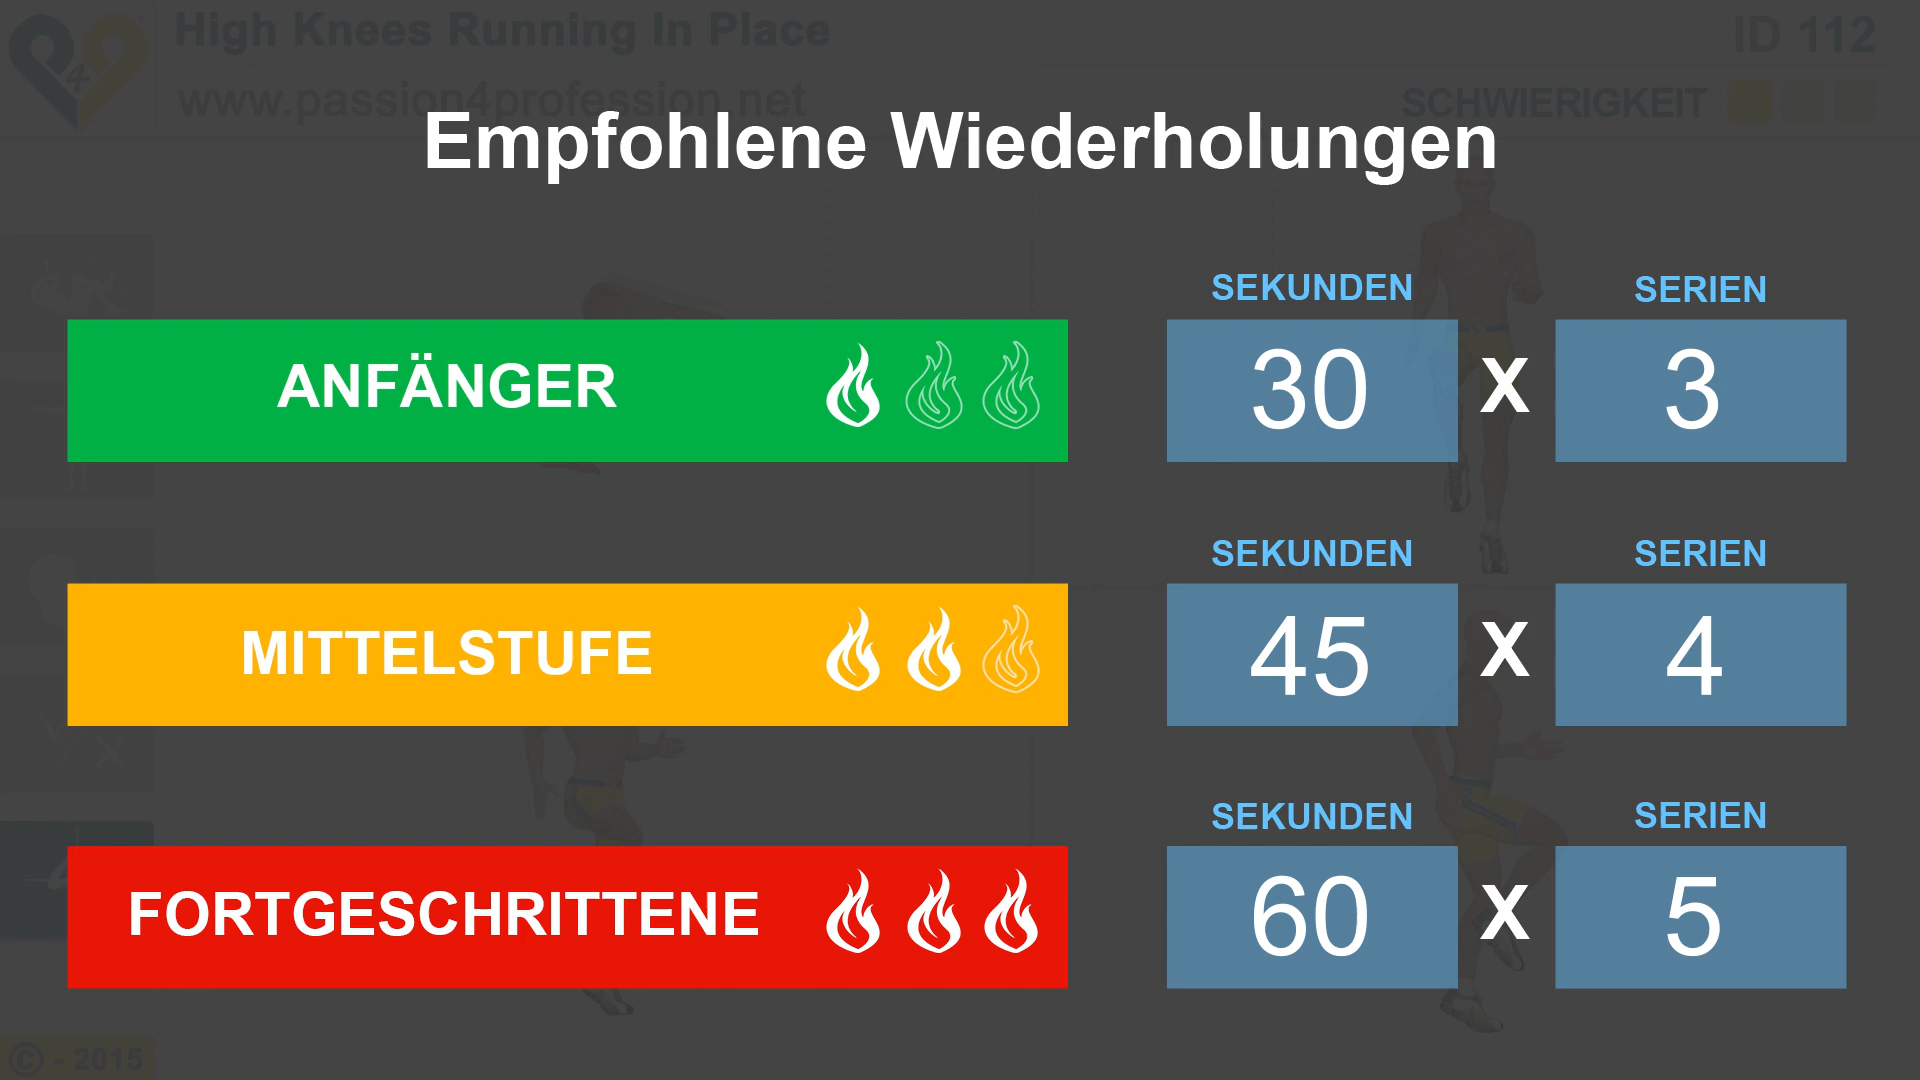 High Knees Running In Place
ID 112
www.passion4profession.net
SCHWIERIGKEIT
Empfohlene Wiederholungen
SEKUNDEN SERIEN
ANFÄNGER 30 X 3
SEKUNDEN SERIEN
MITTELSTUFE 45 X 4
SEKUNDEN SERIEN
FORTGESCHRITTENE 60 X 5
© - 2015
4